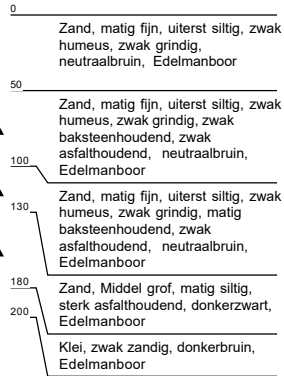 0
Zand, matig fijn, uiterst siltig, zwak
humeus, zwak grindig,
neutraalbruin, Edelmanboor
50
Zand, matig fijn, uiterst siltig, zwak
humeus, zwak grindig, zwak
baksteenhoudend, zwak
asfalthoudend, neutraalbruin,
Edelmanboor
100
Zand, matig fijn, uiterst siltig, zwak
humeus, zwak grindig, matig
baksteenhoudend, zwak
asfalthoudend, neutraalbruin,
Edelmanboor
130
Zand, Middel grof, matig siltig,
sterk asfalthoudend, donkerzwart,
Edelmanboor
180
Klei, zwak zandig, donkerbruin,
Edelmanboor
200